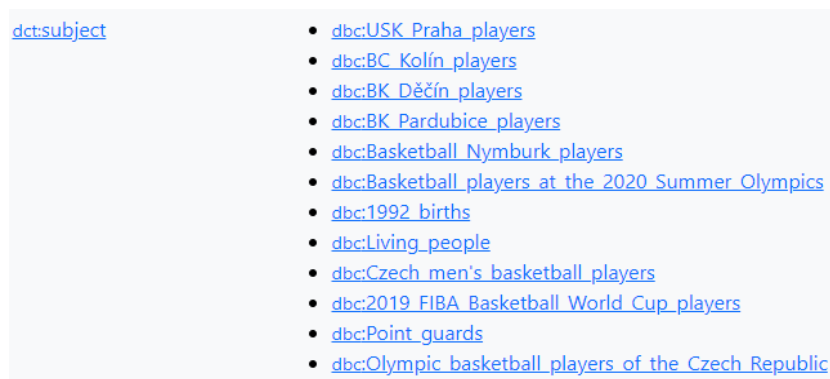 dct:subject
dbc:USK_Praha_players
dbc:BC_Kolín_players
dbc:BK_Děčín_players
dbc:BK_Pardubice_players
dbc:Basketball_Nymburk_players
dbc:Basketball_players_at_the_2020_Summer_Olympics
dbc:1992_births
dbc:Living_people
dbc:Czech_men's_basketball_players
dbc:2019_FIBA_Basketball_World_Cup_players
dbc:Point_guards
dbc:Olympic_basketball_players_of_the_Czech_Republic